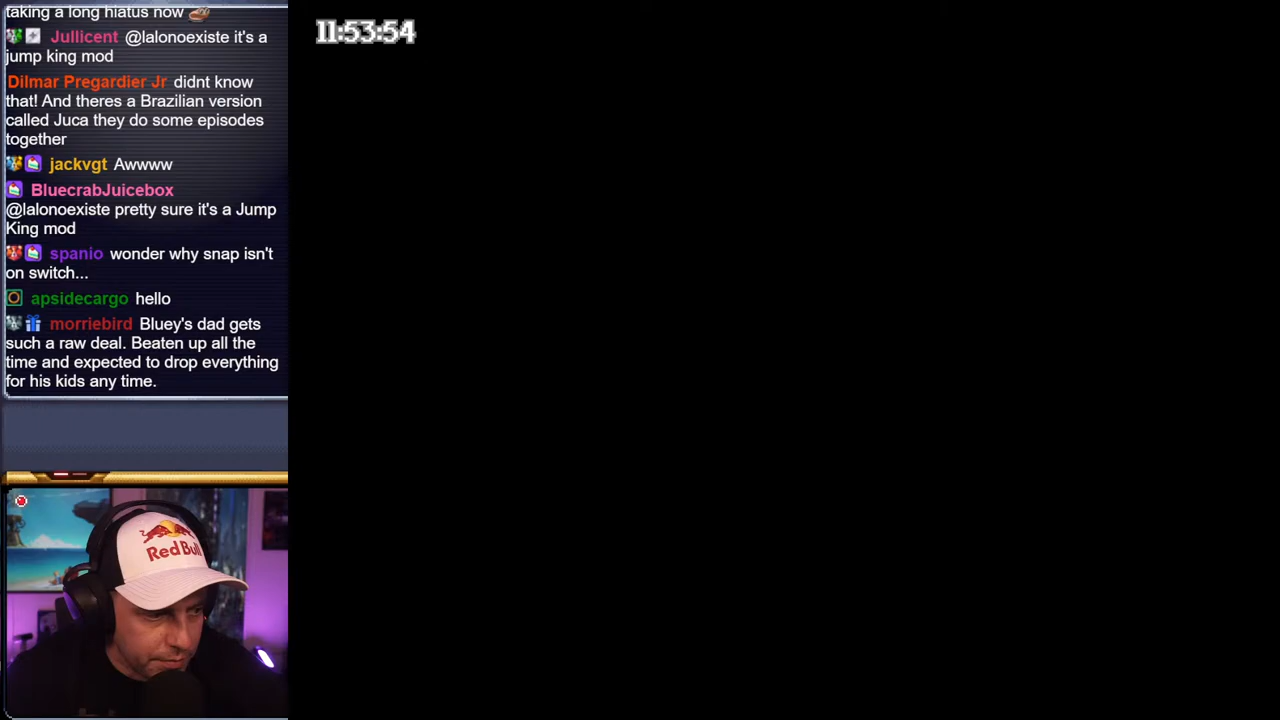 taking a long hiatus now
11:53:54
Jullicent @lalonoexiste it's a
jump king mod
Dilmar Pregardier Jr didnt know
that! And theres a Brazilian version
called Juca they do some episodes
together
jackvgt Awwww
BluecrabJuicebox
@lalonoexiste pretty sure it's a Jump
King mod
spanio wonder why snap isn't
on switch...
apsidecargo hello
morriebird Bluey's dad gets
such a raw deal. Beaten up all the
time and expected to drop everything
for his kids any time.
Red Bull